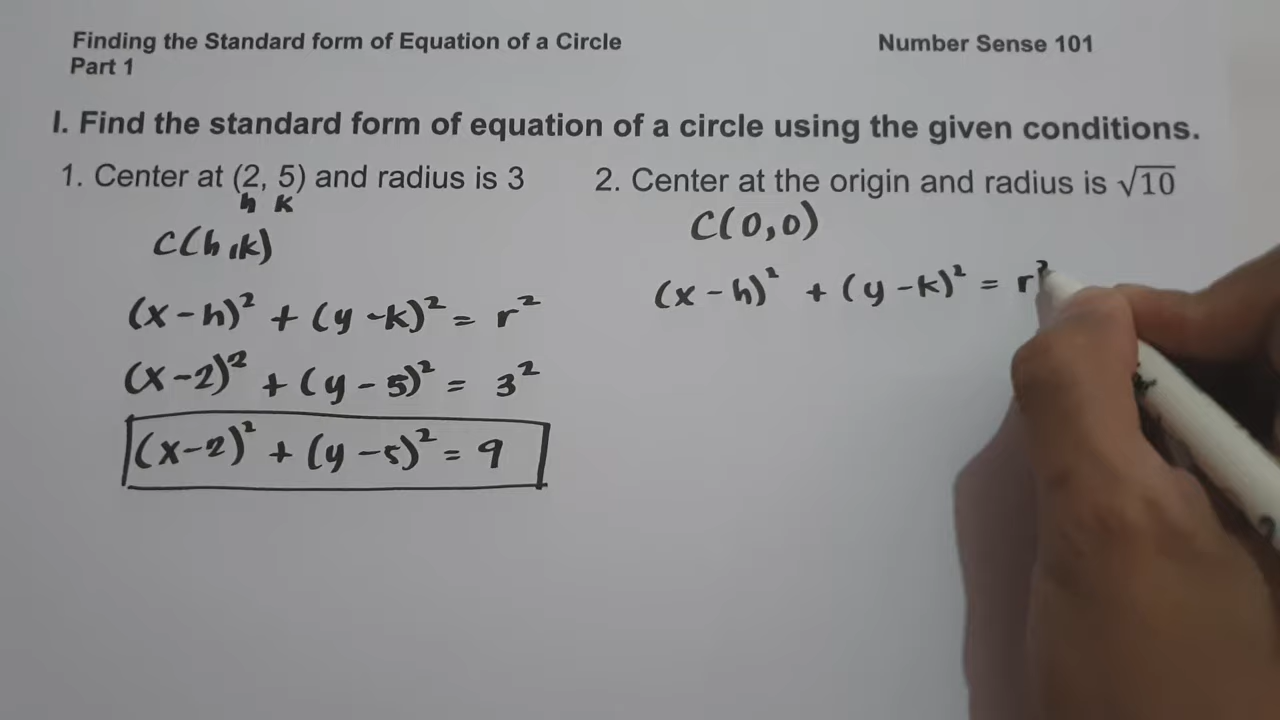 Finding the Standard form of Equation of a Circle
Part 1
Number Sense 101
I. Find the standard form of equation of a circle using the given conditions.
1. Center at (2, 5) and radius is 3
h k
C(h,k)
(x-h)² + (y-k)² = r²
(x-2)² + (y-5)² = 3²
(x-2)² + (y-5)² = 9
2. Center at the origin and radius is √10
C(0,0)
(x-h)² + (y-k)² = r²